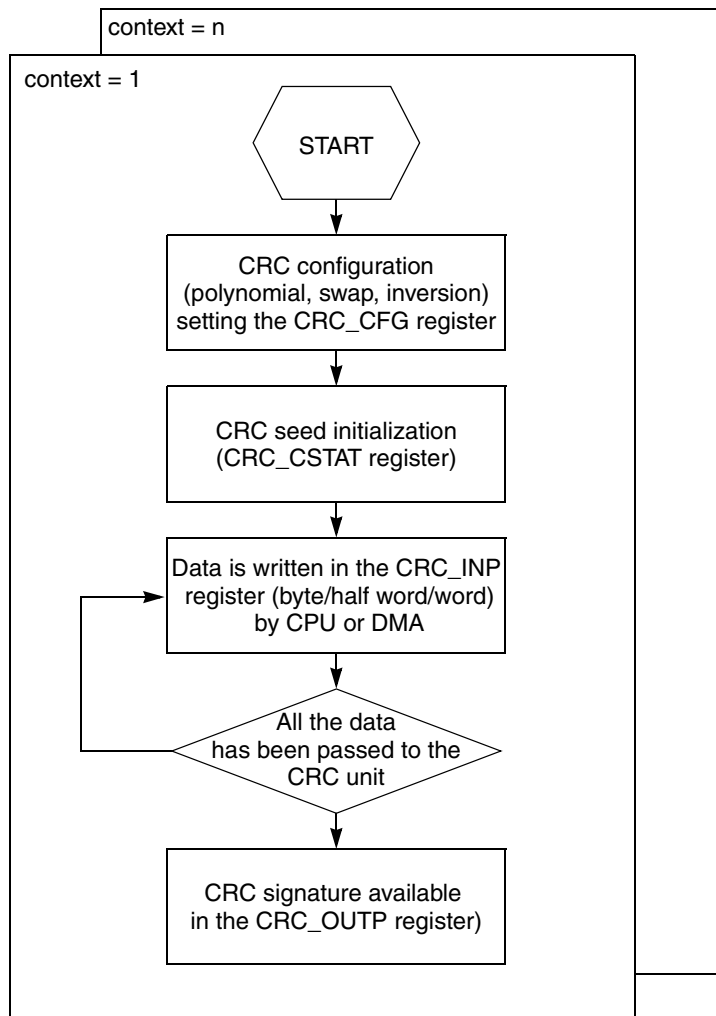 context = n
context = 1
START
CRC configuration
(polynomial, swap, inversion)
setting the CRC_CFG register
CRC seed initialization
(CRC_CSTAT register)
Data is written in the CRC_INP
register (byte/half word/word)
by CPU or DMA
All the data
has been passed to the
CRC unit
CRC signature available
in the CRC_OUTP register)